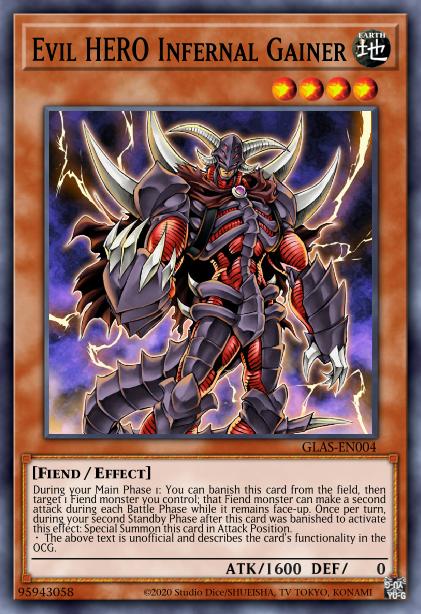 Evil HERO Infernal Gainer
EARTH
地
GLAS-EN004
[Fiend / Effect]
During your Main Phase 1: You can banish this card from the field, then
target 1 Fiend monster you control; that Fiend monster can make a second
attack during each Battle Phase while it remains face-up. Once per turn,
during your second Standby Phase after this card was banished to activate
this effect: Special Summon this card in Attack Position.
· The above text is unofficial and describes the card's functionality in the
OCG.
ATK/1600 DEF/ 0
95943058
©2020 Studio Dice/SHUEISHA, TV TOKYO, KONAMI